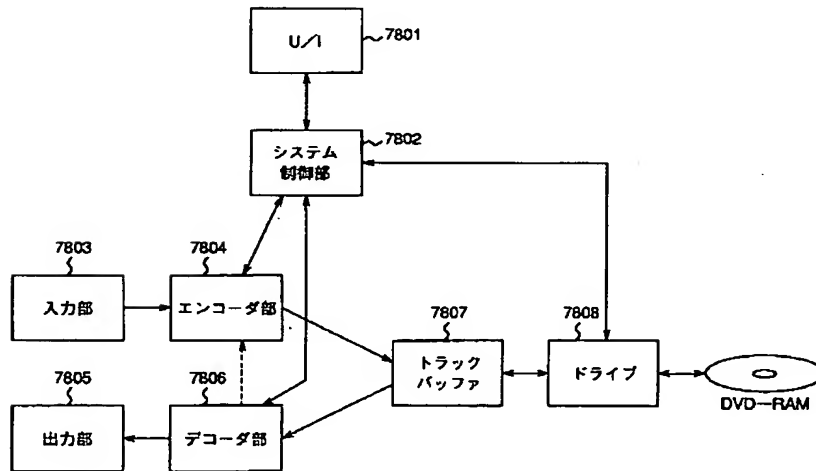 U/I
7801
7802
システム
制御部
7803
7804
入力部
エンコーダ部
7807
7808
トラック
バッファ
ドライブ
DVD-RAM
7805
7806
出力部
デコーダ部